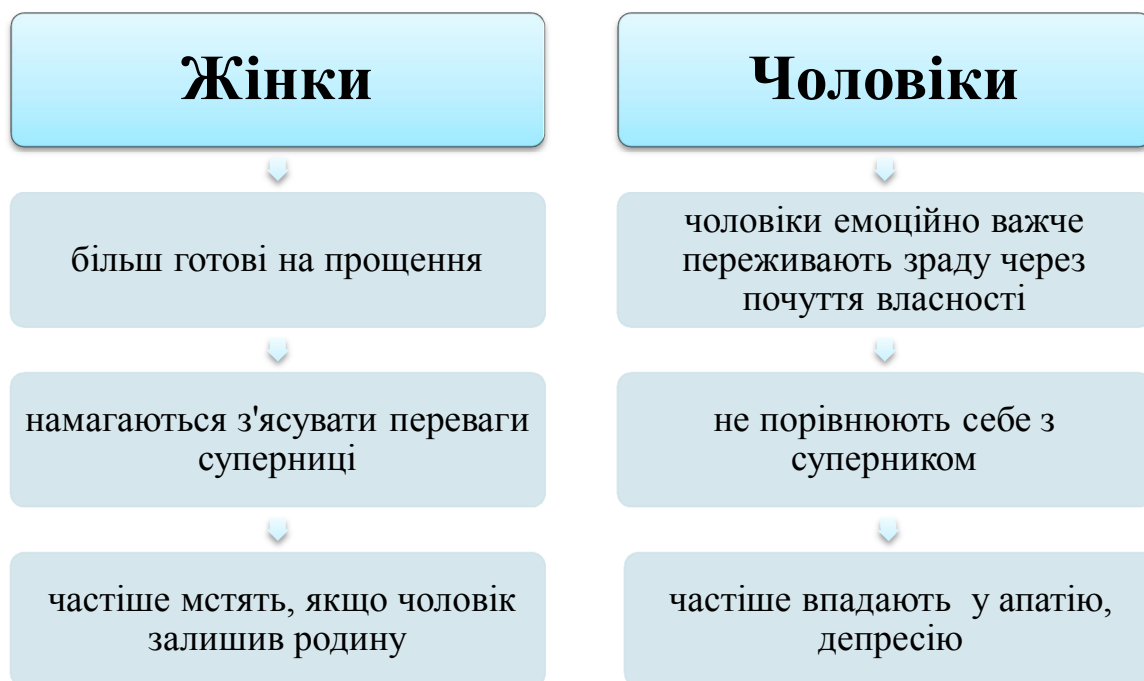 Жінки
більш готові на прощення
намагаються з'ясувати переваги
суперниці
частіше мстять, якщо чоловік
залишив родину
Чоловіки
чоловіки емоційно важче
переживають зраду через
почуття власності
не порівнюють себе з
суперником
частіше впадають у апатію,
депресію